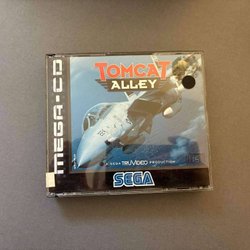 MEGA-CD
TOMCAT
ALLEY
A SEGA TRUVIDEO PRODUCTION
SEGA